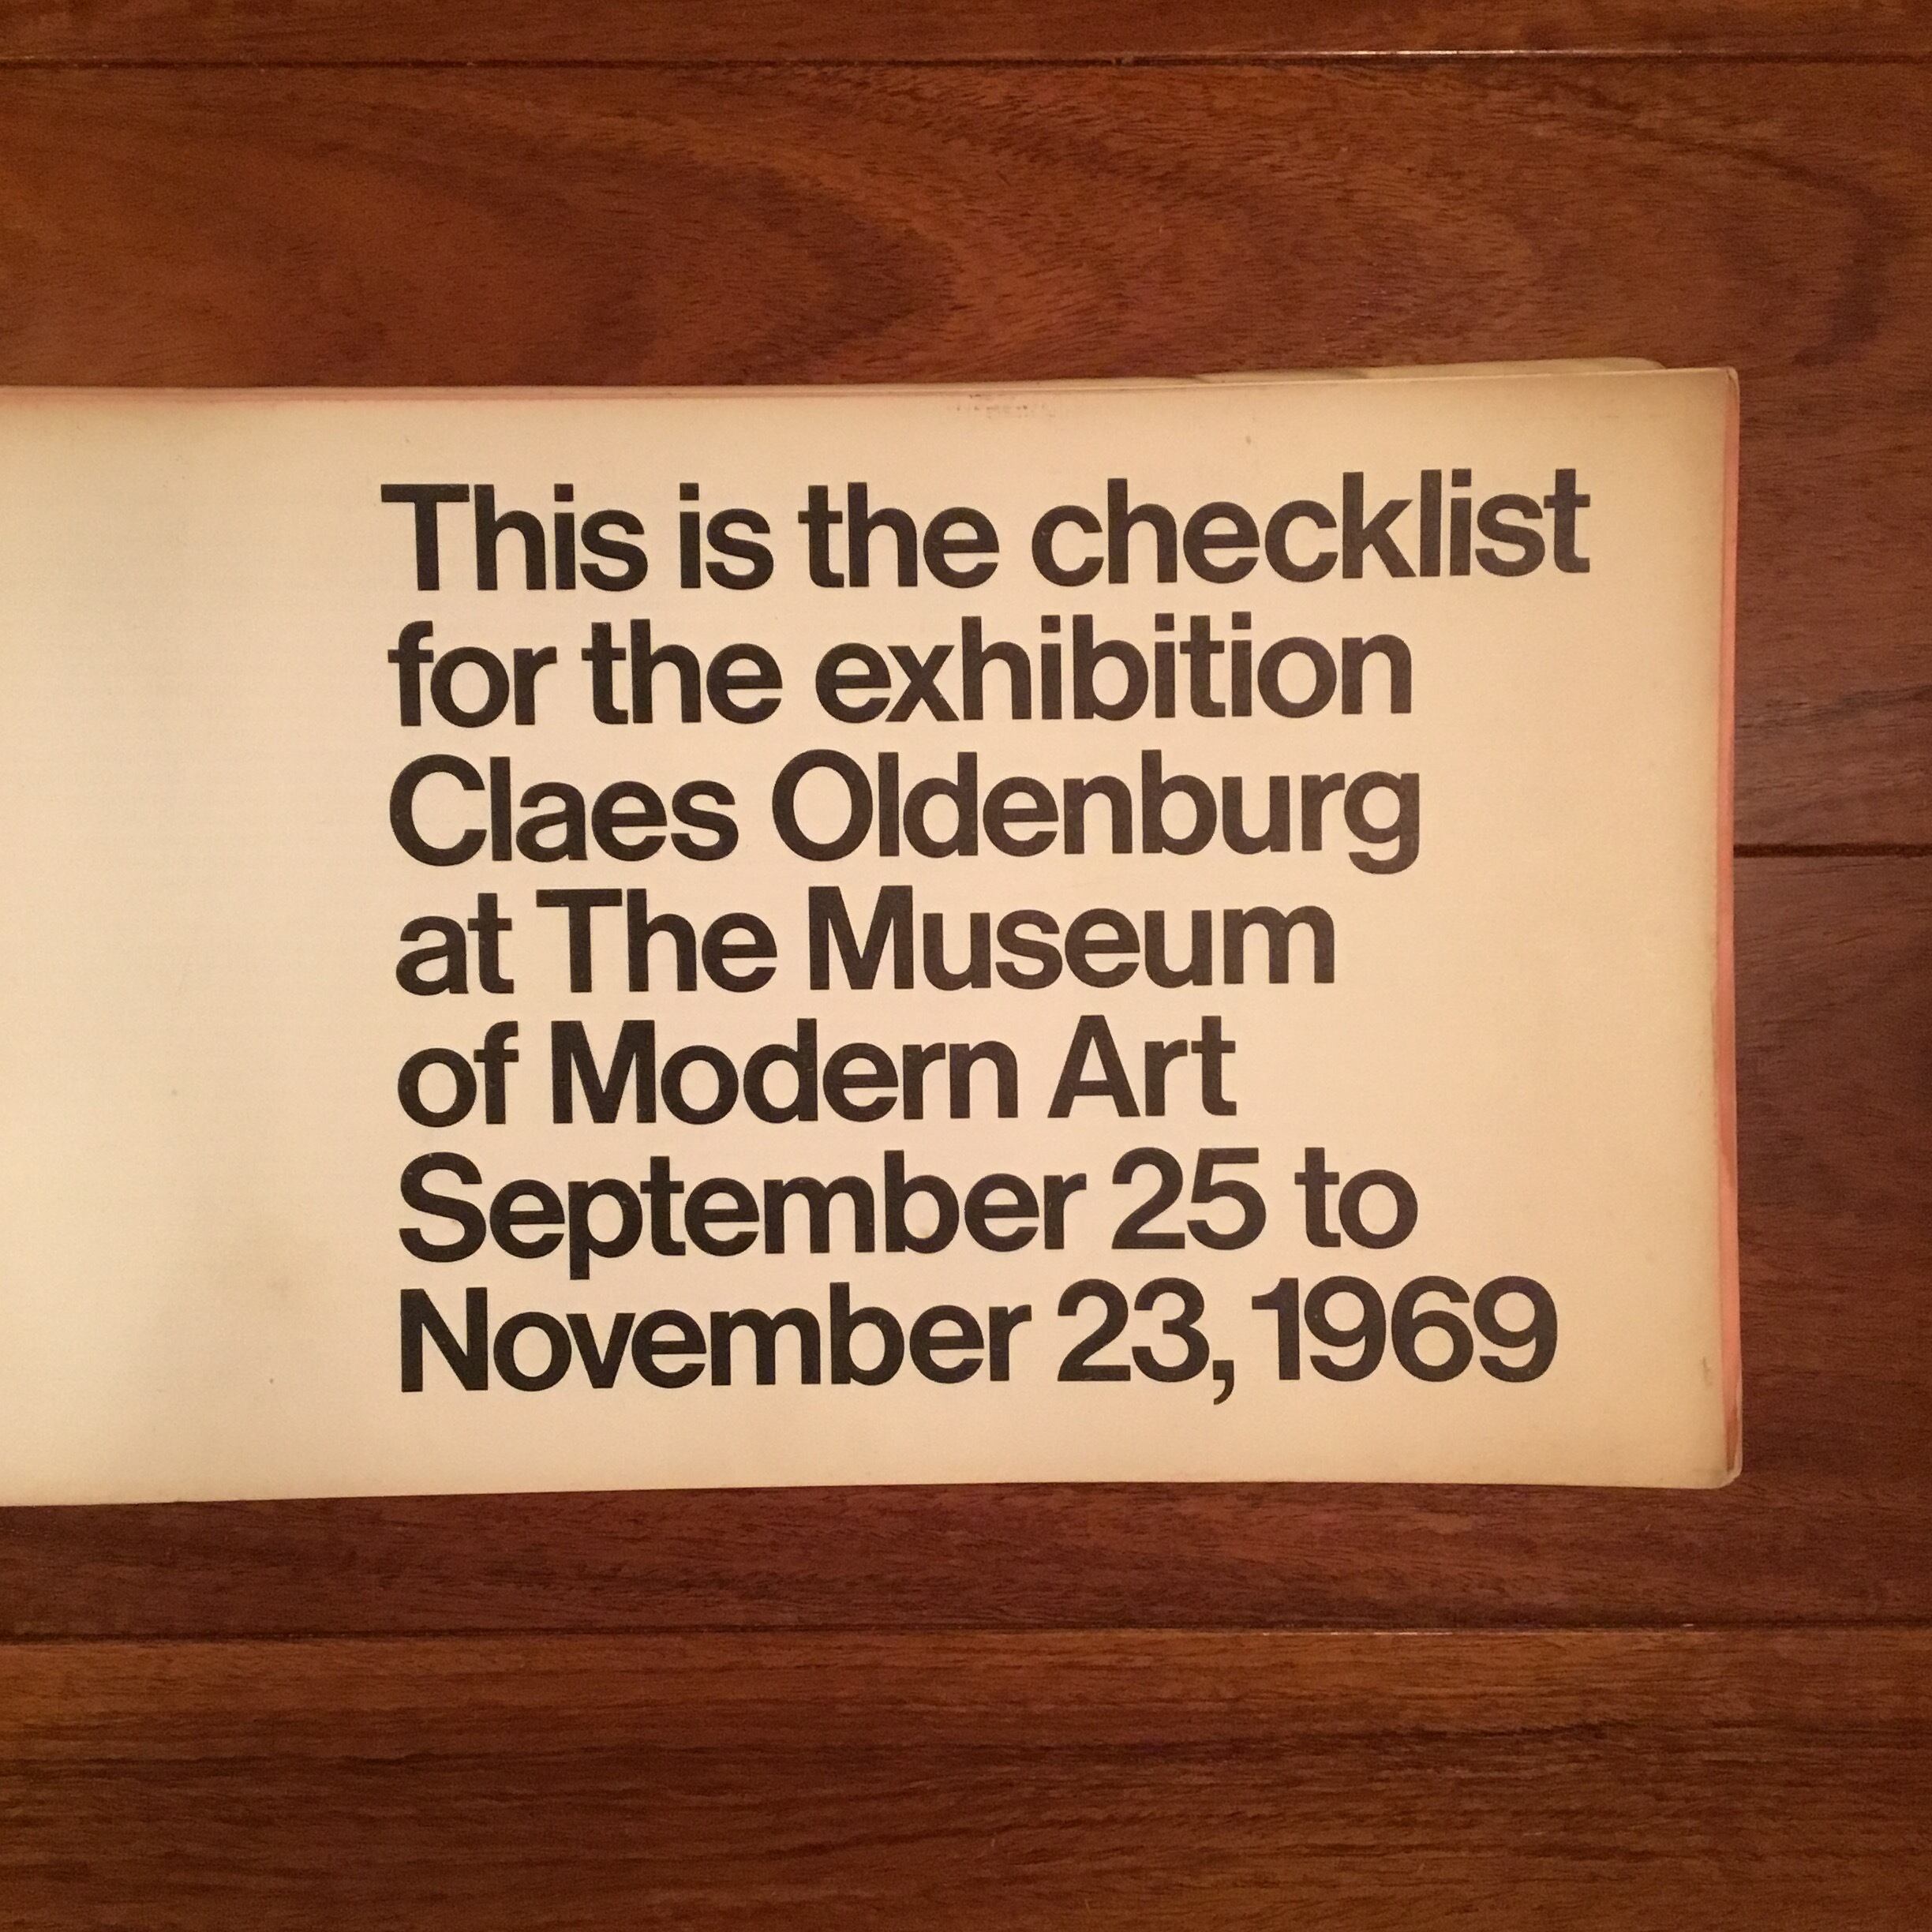 This is the checklist
for the exhibition
Claes Oldenburg
at The Museum
of Modern Art
September 25 to
November 23, 1969